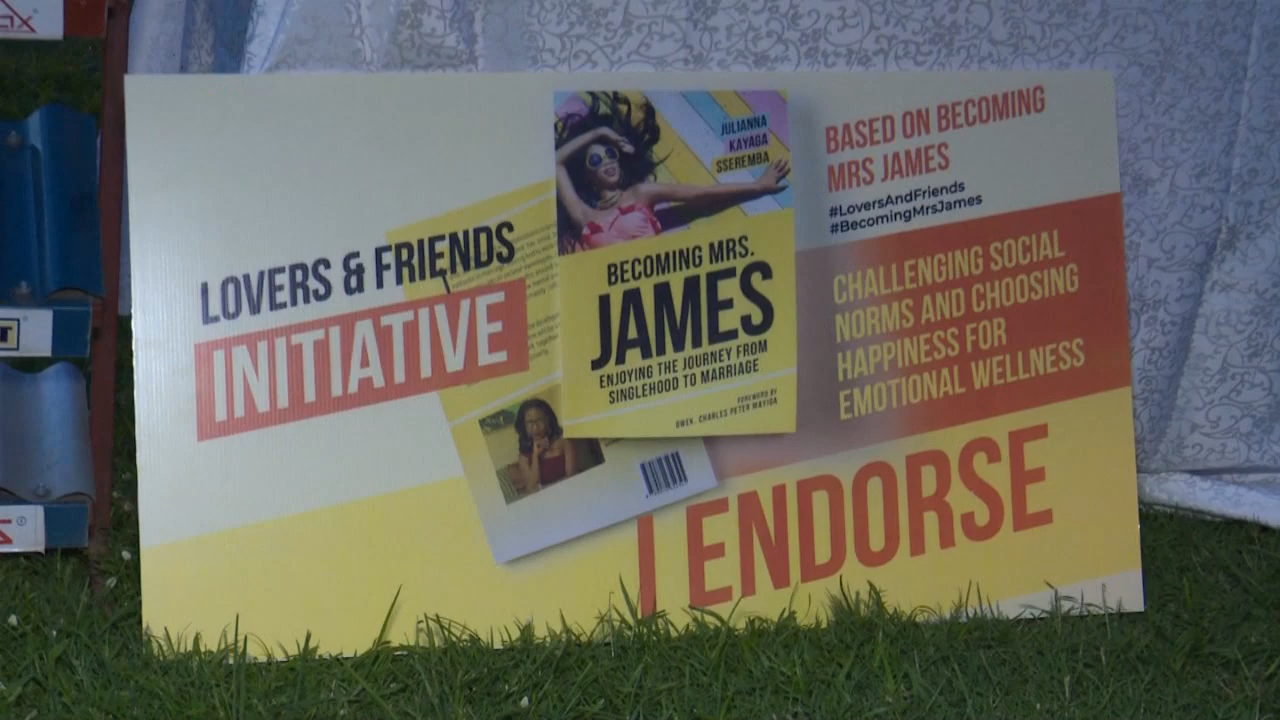 LOVERS & FRIENDS
INITIATIVE
JULIANNA
KAYAGA
SSEREMBA
BECOMING MRS.
JAMES
ENJOYING THE JOURNEY FROM
SINGLEHOOD TO MARRIAGE
FOREWORD BY
OWEK. CHARLES PETER MAYIGA
BASED ON BECOMING
MRS JAMES
#LoversAndFriends
#BecomingMrsJames
CHALLENGING SOCIAL
NORMS AND CHOOSING
HAPPINESS FOR
EMOTIONAL WELLNESS
I ENDORSE